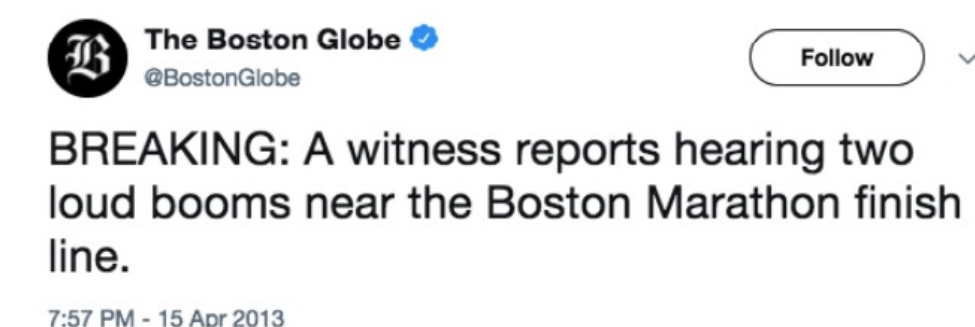 The Boston Globe
@BostonGlobe
Follow
BREAKING: A witness reports hearing two
loud booms near the Boston Marathon finish
line.
7:57 PM - 15 Apr 2013